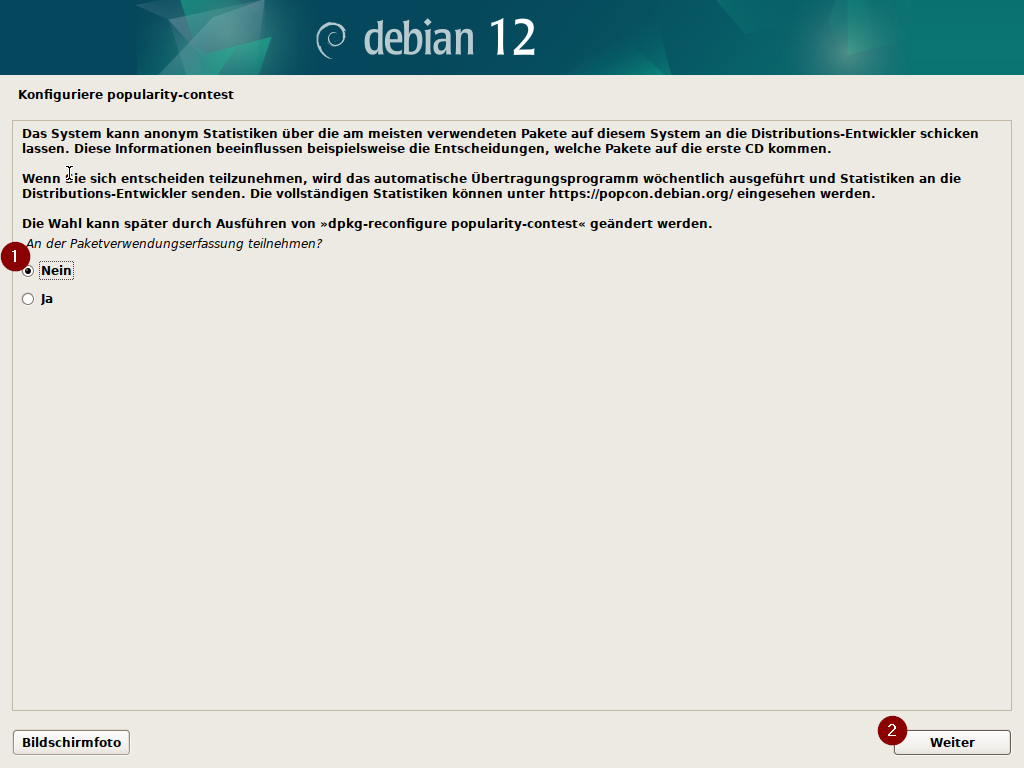 debian 12
Konfiguriere popularity-contest
Das System kann anonym Statistiken über die am meisten verwendeten Pakete auf diesem System an die Distributions-Entwickler schicken
lassen. Diese Informationen beeinflussen beispielsweise die Entscheidungen, welche Pakete auf die erste CD kommen.
Wenn Sie sich entscheiden teilzunehmen, wird das automatische Übertragungsprogramm wöchentlich ausgeführt und Statistiken an die
Distributions-Entwickler senden. Die vollständigen Statistiken können unter https://popcon.debian.org/ eingesehen werden.
Die Wahl kann später durch Ausführen von »dpkg-reconfigure popularity-contest« geändert werden.
An der Paketverwendungserfassung teilnehmen?
1
Nein
Ja
Bildschirmfoto
2
Weiter